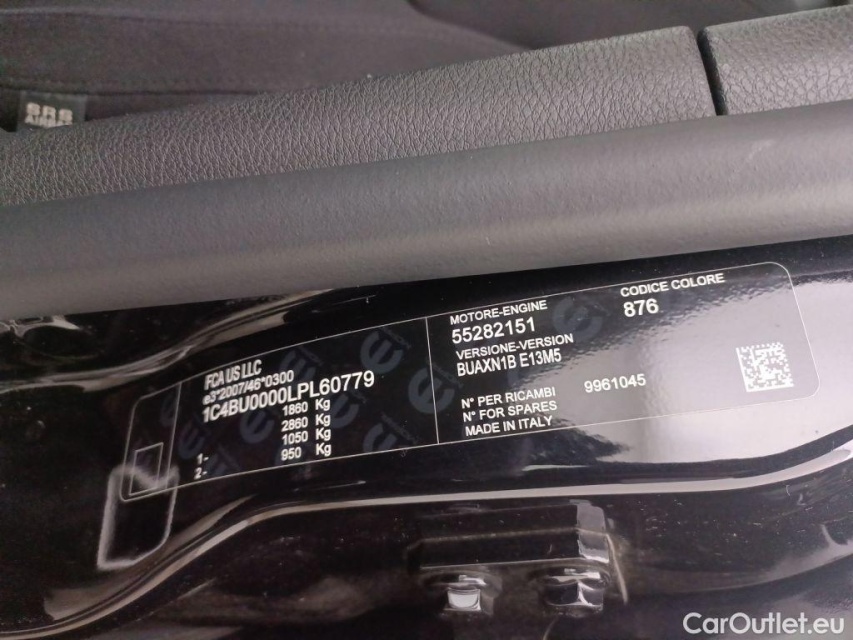 SRS
AIRBAG
FCA US LLC
e3*2007/46*0300
1C4BU0000LPL60779
1860 Kg
2860 Kg
1- 1050 Kg
2- 950 Kg
MOTORE-ENGINE
55282151
VERSIONE-VERSION
BUAXN1B E13M5
N° PER RICAMBI
N° FOR SPARES
MADE IN ITALY
9961045
CODICE COLORE
876
CarOutlet.eu